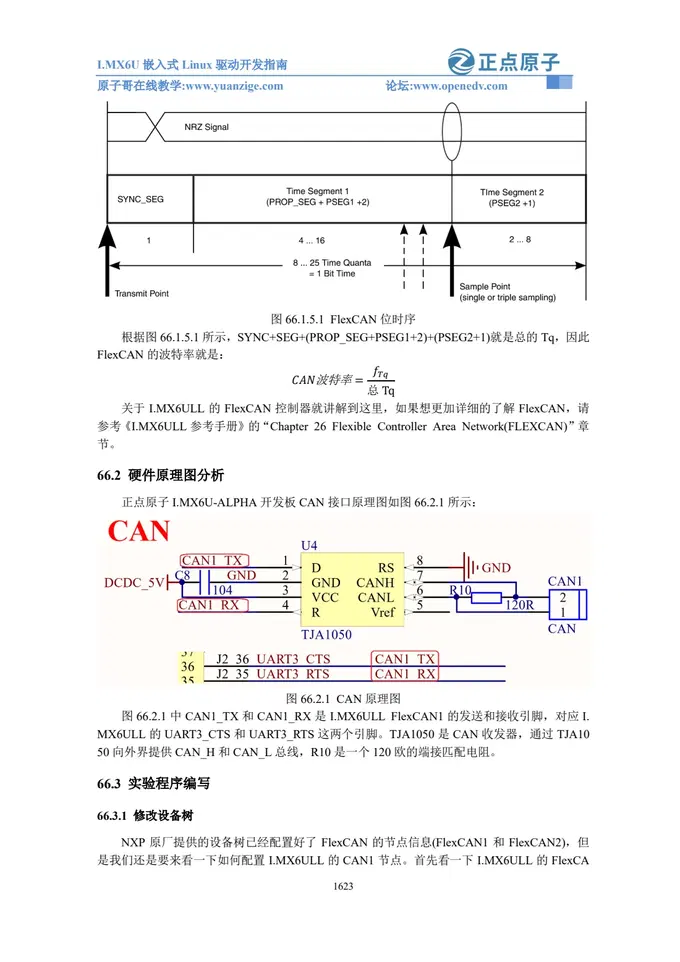 I.MX6U 嵌入式 Linux 驱动开发指南
正点原子
原子哥在线教学:www.yuanzige.com
论坛:www.openedv.com
NRZ Signal
SYNC_SEG
Time Segment 1
(PROP_SEG + PSEG1 +2)
TIme Segment 2
(PSEG2 +1)
1
4 ... 16
2 ... 8
8 ... 25 Time Quanta
= 1 Bit Time
Transmit Point
Sample Point
(single or triple sampling)
图 66.1.5.1 FlexCAN 位时序
根据图 66.1.5.1 所示，SYNC+SEG+(PROP_SEG+PSEG1+2)+(PSEG2+1)就是总的 Tq，因此
FlexCAN 的波特率就是：
CAN波特率 = fTq / 总 Tq
关于 I.MX6ULL 的 FlexCAN 控制器就讲解到这里，如果想更加详细的了解 FlexCAN，请
参考《I.MX6ULL 参考手册》的“Chapter 26 Flexible Controller Area Network(FLEXCAN)”章
节。
66.2 硬件原理图分析
正点原子 I.MX6U-ALPHA 开发板 CAN 接口原理图如图 66.2.1 所示：
CAN
U4
CAN1_TX 1 D RS 8 GND
DCDC_5V C8 GND 2 GND CANH 7 CAN1
104 3 VCC CANL 6 R10 120R 2
CAN1_RX 4 R Vref 5 1
TJA1050 CAN
37
36 J2_36 UART3_CTS CAN1_TX
35 J2_35 UART3_RTS CAN1_RX
图 66.2.1 CAN 原理图
图 66.2.1 中 CAN1_TX 和 CAN1_RX 是 I.MX6ULL FlexCAN1 的发送和接收引脚，对应 I.
MX6ULL 的 UART3_CTS 和 UART3_RTS 这两个引脚。TJA1050 是 CAN 收发器，通过 TJA10
50 向外界提供 CAN_H 和 CAN_L 总线，R10 是一个 120 欧的端接匹配电阻。
66.3 实验程序编写
66.3.1 修改设备树
NXP 原厂提供的设备树已经配置好了 FlexCAN 的节点信息(FlexCAN1 和 FlexCAN2)，但
是我们还是要来看一下如何配置 I.MX6ULL 的 CAN1 节点。首先看一下 I.MX6ULL 的 FlexCA
1623